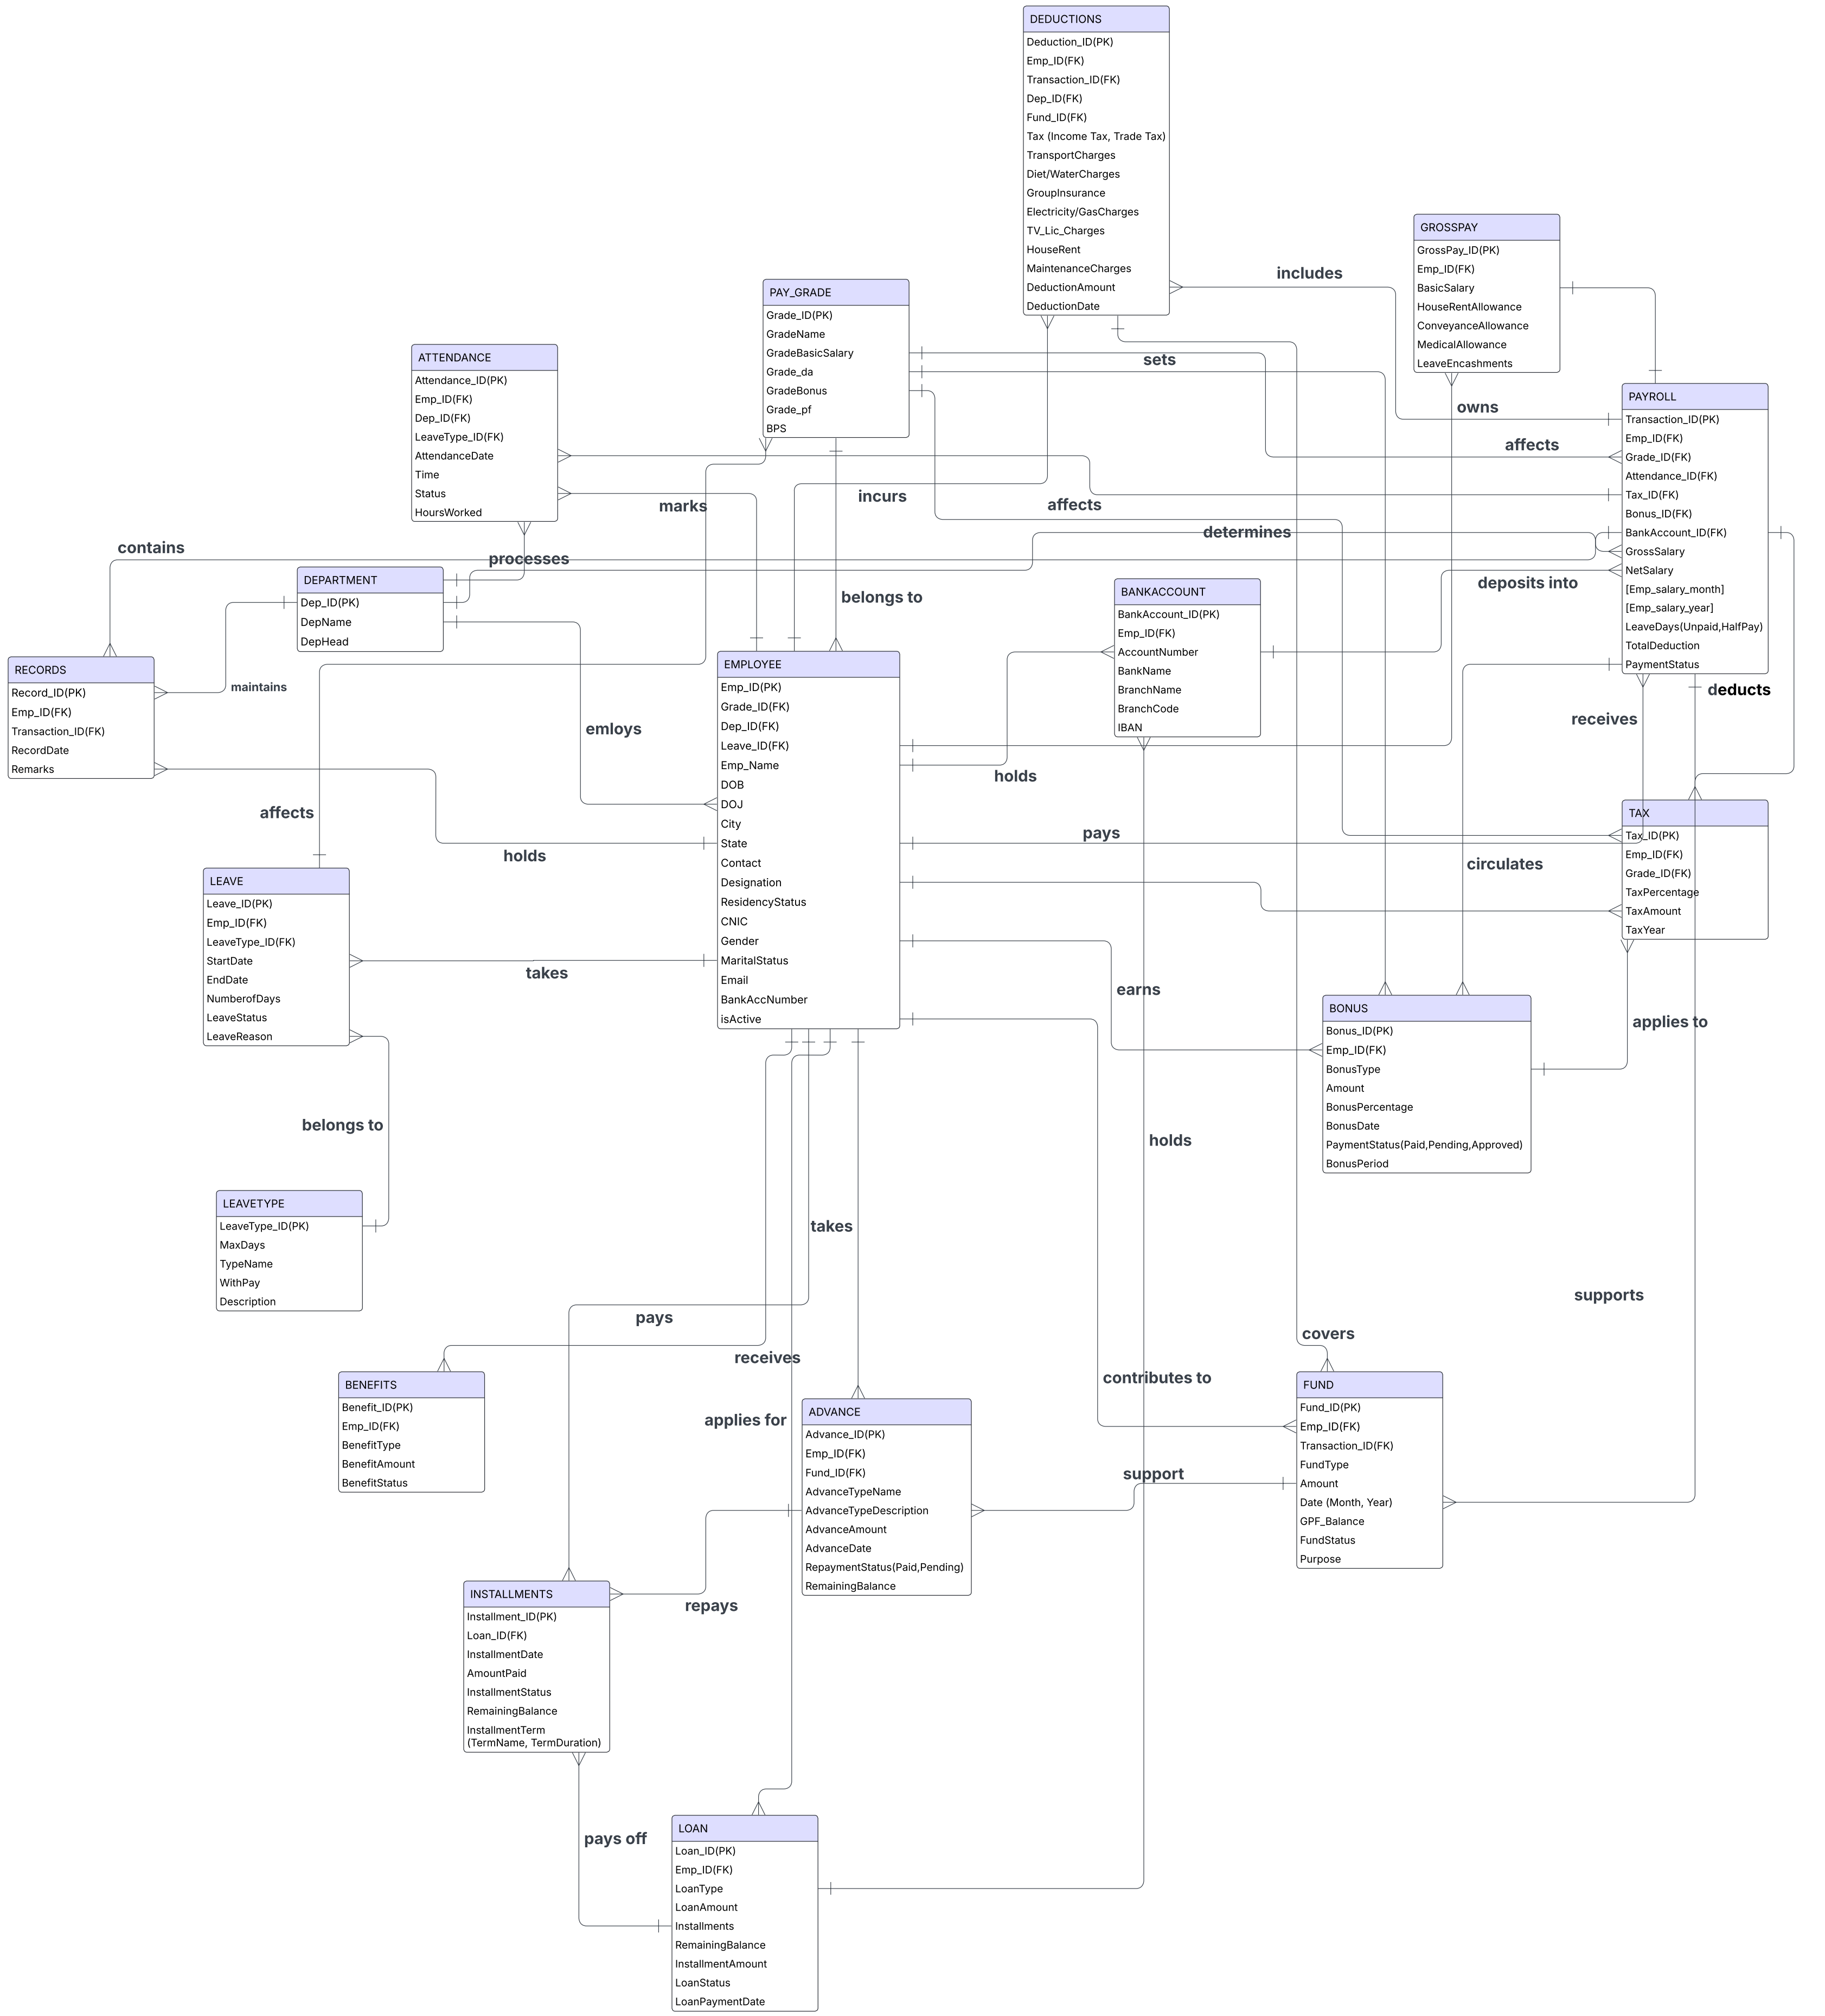 DEDUCTIONS
Deduction_ID(PK)
Emp_ID(FK)
Transaction_ID(FK)
Dep_ID(FK)
Fund_ID(FK)
Tax (Income Tax, Trade Tax)
TransportCharges
Diet/WaterCharges
GroupInsurance
Electricity/GasCharges
TV_Lic_Charges
HouseRent
MaintenanceCharges
DeductionAmount
DeductionDate
GROSSPAY
GrossPay_ID(PK)
Emp_ID(FK)
BasicSalary
HouseRentAllowance
ConveyanceAllowance
MedicalAllowance
LeaveEncashments
includes
PAY_GRADE
Grade_ID(PK)
GradeName
GradeBasicSalary
Grade_da
GradeBonus
Grade_pf
BPS
sets
owns
affects
ATTENDANCE
Attendance_ID(PK)
Emp_ID(FK)
Dep_ID(FK)
LeaveType_ID(FK)
AttendanceDate
Time
Status
HoursWorked
PAYROLL
Transaction_ID(PK)
Emp_ID(FK)
Grade_ID(FK)
Attendance_ID(FK)
Tax_ID(FK)
Bonus_ID(FK)
BankAccount_ID(FK)
GrossSalary
NetSalary
[Emp_salary_month]
[Emp_salary_year]
LeaveDays(Unpaid,HalfPay)
TotalDeduction
PaymentStatus
marks
incurs
affects
determines
contains
processes
deposits into
belongs to
DEPARTMENT
Dep_ID(PK)
DepName
DepHead
BANKACCOUNT
BankAccount_ID(PK)
Emp_ID(FK)
AccountNumber
BankName
BranchName
BranchCode
IBAN
RECORDS
Record_ID(PK)
Emp_ID(FK)
Transaction_ID(FK)
RecordDate
Remarks
maintains
emloys
EMPLOYEE
Emp_ID(PK)
Grade_ID(FK)
Dep_ID(FK)
Leave_ID(FK)
Emp_Name
DOB
DOJ
City
State
Contact
Designation
ResidencyStatus
CNIC
Gender
MaritalStatus
Email
BankAccNumber
isActive
deducts
receives
holds
affects
holds
pays
circulates
TAX
Tax_ID(PK)
Emp_ID(FK)
Grade_ID(FK)
TaxPercentage
TaxAmount
TaxYear
LEAVE
Leave_ID(PK)
Emp_ID(FK)
LeaveType_ID(FK)
StartDate
EndDate
NumberofDays
LeaveStatus
LeaveReason
takes
earns
applies to
BONUS
Bonus_ID(PK)
Emp_ID(FK)
BonusType
Amount
BonusPercentage
BonusDate
PaymentStatus(Paid,Pending,Approved)
BonusPeriod
belongs to
holds
LEAVETYPE
LeaveType_ID(PK)
MaxDays
TypeName
WithPay
Description
takes
supports
pays
covers
receives
contributes to
BENEFITS
Benefit_ID(PK)
Emp_ID(FK)
BenefitType
BenefitAmount
BenefitStatus
applies for
ADVANCE
Advance_ID(PK)
Emp_ID(FK)
Fund_ID(FK)
AdvanceTypeName
AdvanceTypeDescription
AdvanceAmount
AdvanceDate
RepaymentStatus(Paid,Pending)
RemainingBalance
support
FUND
Fund_ID(PK)
Emp_ID(FK)
Transaction_ID(FK)
FundType
Amount
Date (Month, Year)
GPF_Balance
FundStatus
Purpose
INSTALLMENTS
Installment_ID(PK)
Loan_ID(FK)
InstallmentDate
AmountPaid
InstallmentStatus
RemainingBalance
InstallmentTerm
(TermName, TermDuration)
repays
pays off
LOAN
Loan_ID(PK)
Emp_ID(FK)
LoanType
LoanAmount
Installments
RemainingBalance
InstallmentAmount
LoanStatus
LoanPaymentDate